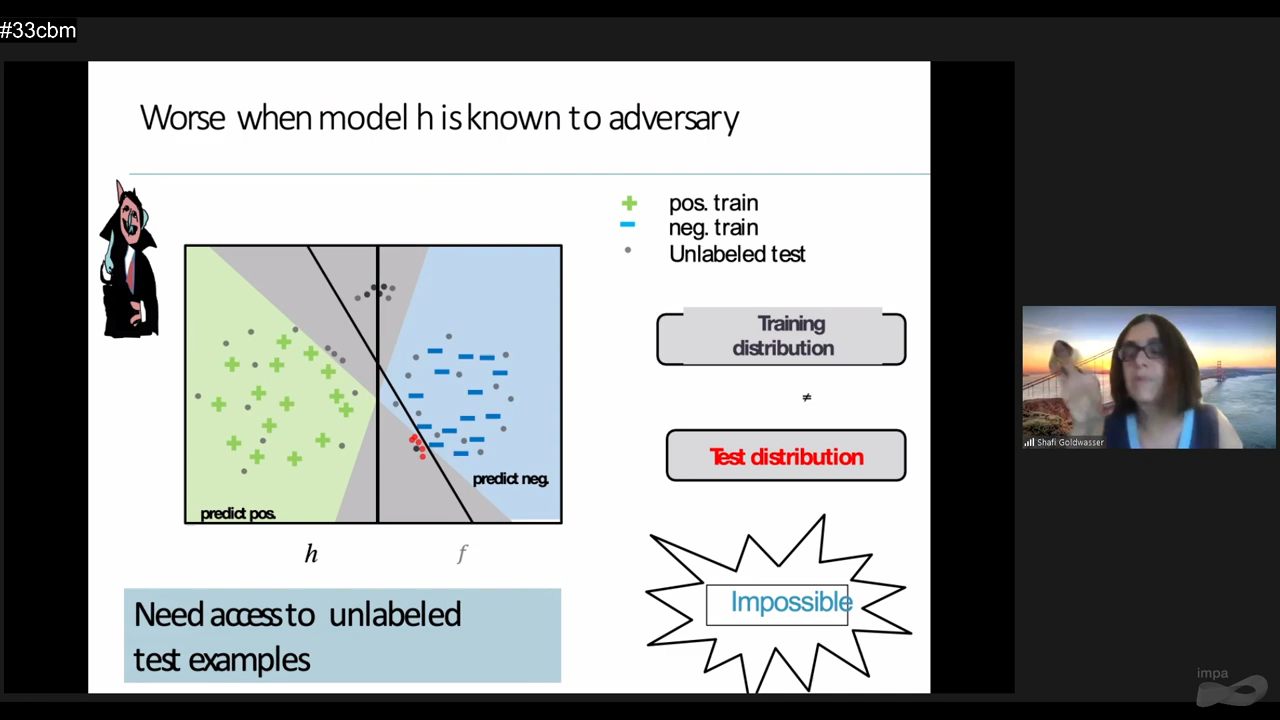 #33cbm
Worse when model h is known to adversary
pos. train
neg. train
Unlabeled test
Training
distribution
≠
Test distribution
predict neg.
predict pos.
h
f
Impossible
Need access to unlabeled
test examples
Shafi Goldwasser
impa